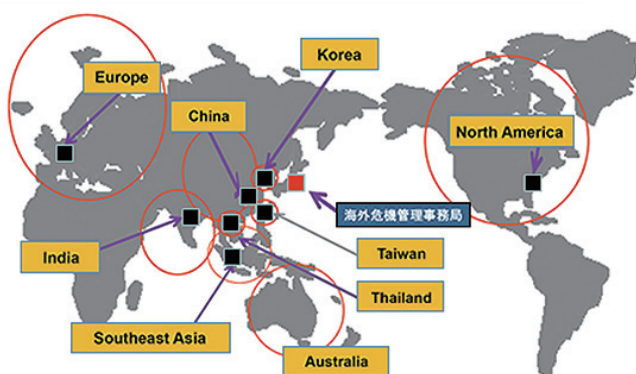 Korea
Europe
China
North America
海外危機管理事務局
India
Taiwan
Thailand
Southeast Asia
Australia